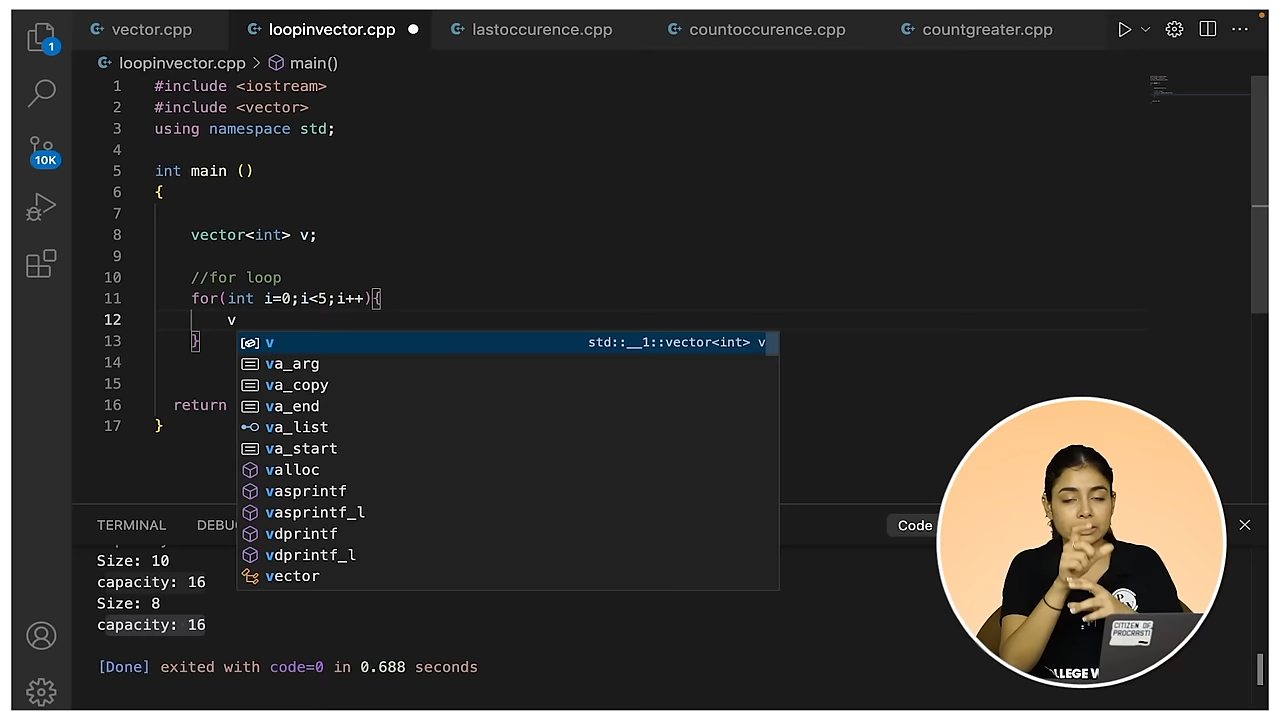 vector.cpp
loopinvector.cpp
lastoccurence.cpp
countoccurence.cpp
countgreater.cpp
1
loopinvector.cpp > main()
1 #include <iostream>
2 #include <vector>
3 using namespace std;
4
5 int main ()
6 {
7
8 vector<int> v;
9
10 //for loop
11 for(int i=0;i<5;i++){
12 v
13 }
14
15
16 return
17 }
10K
v std::__1::vector<int> v
va_arg
va_copy
va_end
va_list
va_start
valloc
vasprintf
vasprintf_l
vdprintf
vdprintf_l
vector
TERMINAL DEBU
Code
Size: 10
capacity: 16
Size: 8
capacity: 16
[Done] exited with code=0 in 0.688 seconds
CITIZEN OF
PROCRASTI
LLEGE W